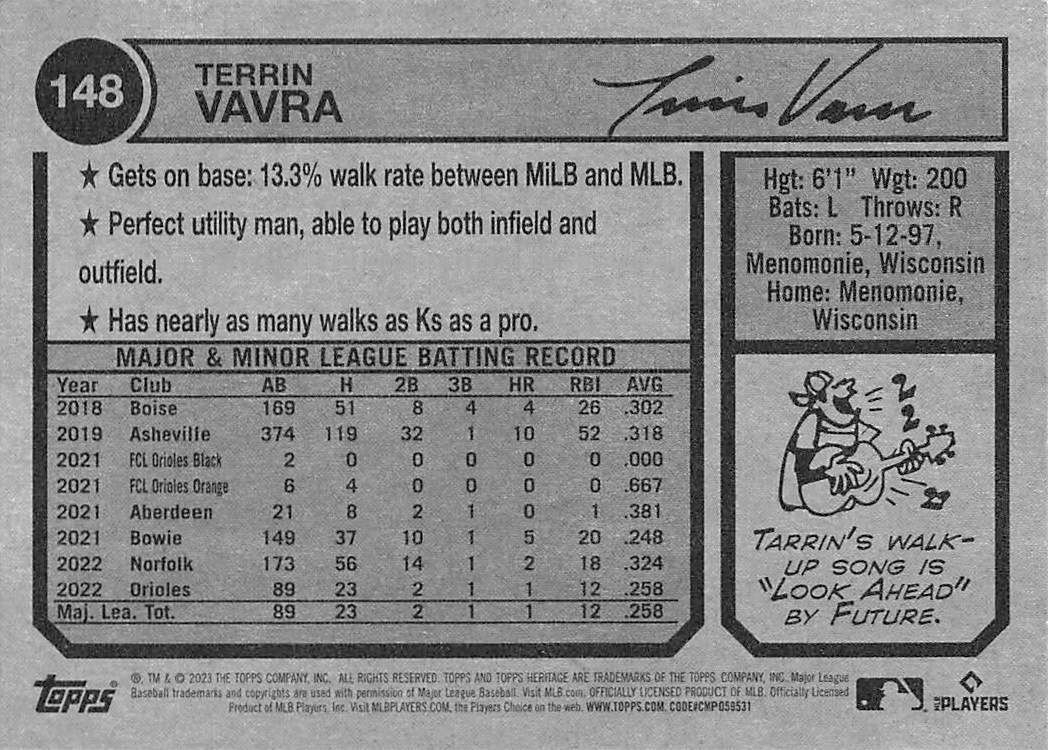 148
TERRIN
VAVRA
Terrin Vavra
★ Gets on base: 13.3% walk rate between MiLB and MLB.
★ Perfect utility man, able to play both infield and
outfield.
★ Has nearly as many walks as Ks as a pro.
Hgt: 6'1" Wgt: 200
Bats: L Throws: R
Born: 5-12-97,
Menomonie, Wisconsin
Home: Menomonie,
Wisconsin
MAJOR & MINOR LEAGUE BATTING RECORD
Year Club AB H 2B 3B HR RBI AVG
2018 Boise 169 51 8 4 4 26 .302
2019 Asheville 374 119 32 1 10 52 .318
2021 FCL Orioles Black 2 0 0 0 0 0 .000
2021 FCL Orioles Orange 6 4 0 0 0 0 .667
2021 Aberdeen 21 8 2 1 0 1 .381
2021 Bowie 149 37 10 1 5 20 .248
2022 Norfolk 173 56 14 1 2 18 .324
2022 Orioles 89 23 2 1 1 12 .258
Maj. Lea. Tot. 89 23 2 1 1 12 .258
TARRIN'S WALK-
UP SONG IS
"LOOK AHEAD"
BY FUTURE.
TOPPS®
®, TM & © 2023 THE TOPPS COMPANY, INC. ALL RIGHTS RESERVED. TOPPS AND TOPPS HERITAGE ARE TRADEMARKS OF THE TOPPS COMPANY, INC. Major League
Baseball trademarks and copyrights are used with permission of Major League Baseball. Visit MLB.com. OFFICIALLY LICENSED PRODUCT OF MLB. Officially Licensed
Product of MLB Players, Inc. Visit MLBPLAYERS.COM, the Players Choice on the web. WWW.TOPPS.COM. CODE#CMP059531
MLB PLAYERS